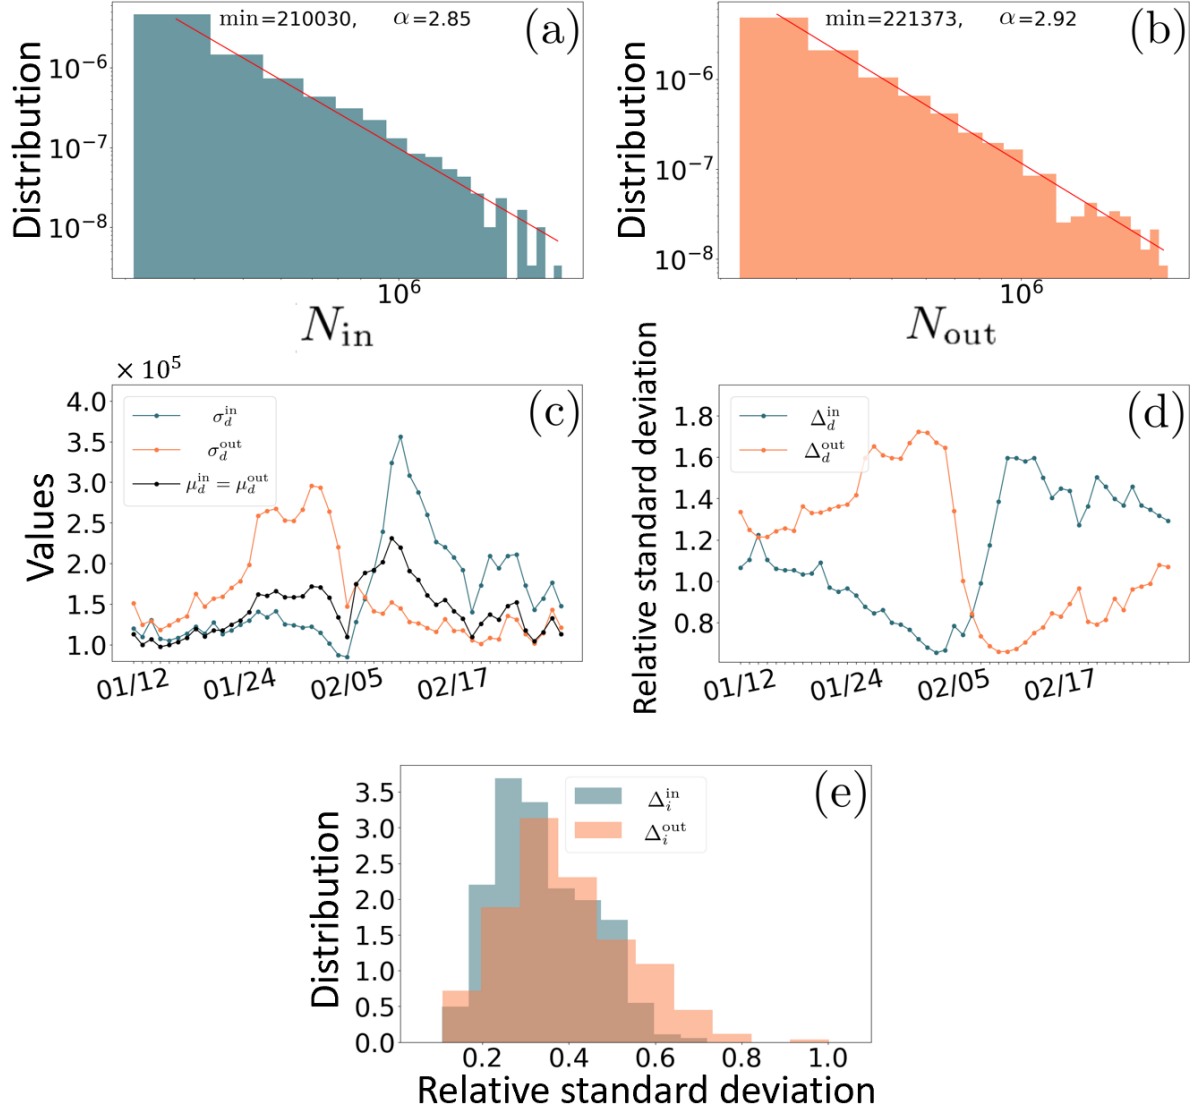 min=210030, α=2.85
(a)
Distribution
10⁻⁶
10⁻⁷
10⁻⁸
10⁶
N_in
min=221373, α=2.92
(b)
Distribution
10⁻⁶
10⁻⁷
10⁻⁸
10⁶
N_out
× 10⁵
(c)
σ_d^in
σ_d^out
μ_d^in = μ_d^out
Values
4.0
3.5
3.0
2.5
2.0
1.5
1.0
01/12 01/24 02/05 02/17
(d)
Δ_d^in
Δ_d^out
Relative standard deviation
1.8
1.6
1.4
1.2
1.0
0.8
01/12 01/24 02/05 02/17
(e)
Δ_i^in
Δ_i^out
Distribution
3.5
3.0
2.5
2.0
1.5
1.0
0.5
0.0
0.2 0.4 0.6 0.8 1.0
Relative standard deviation